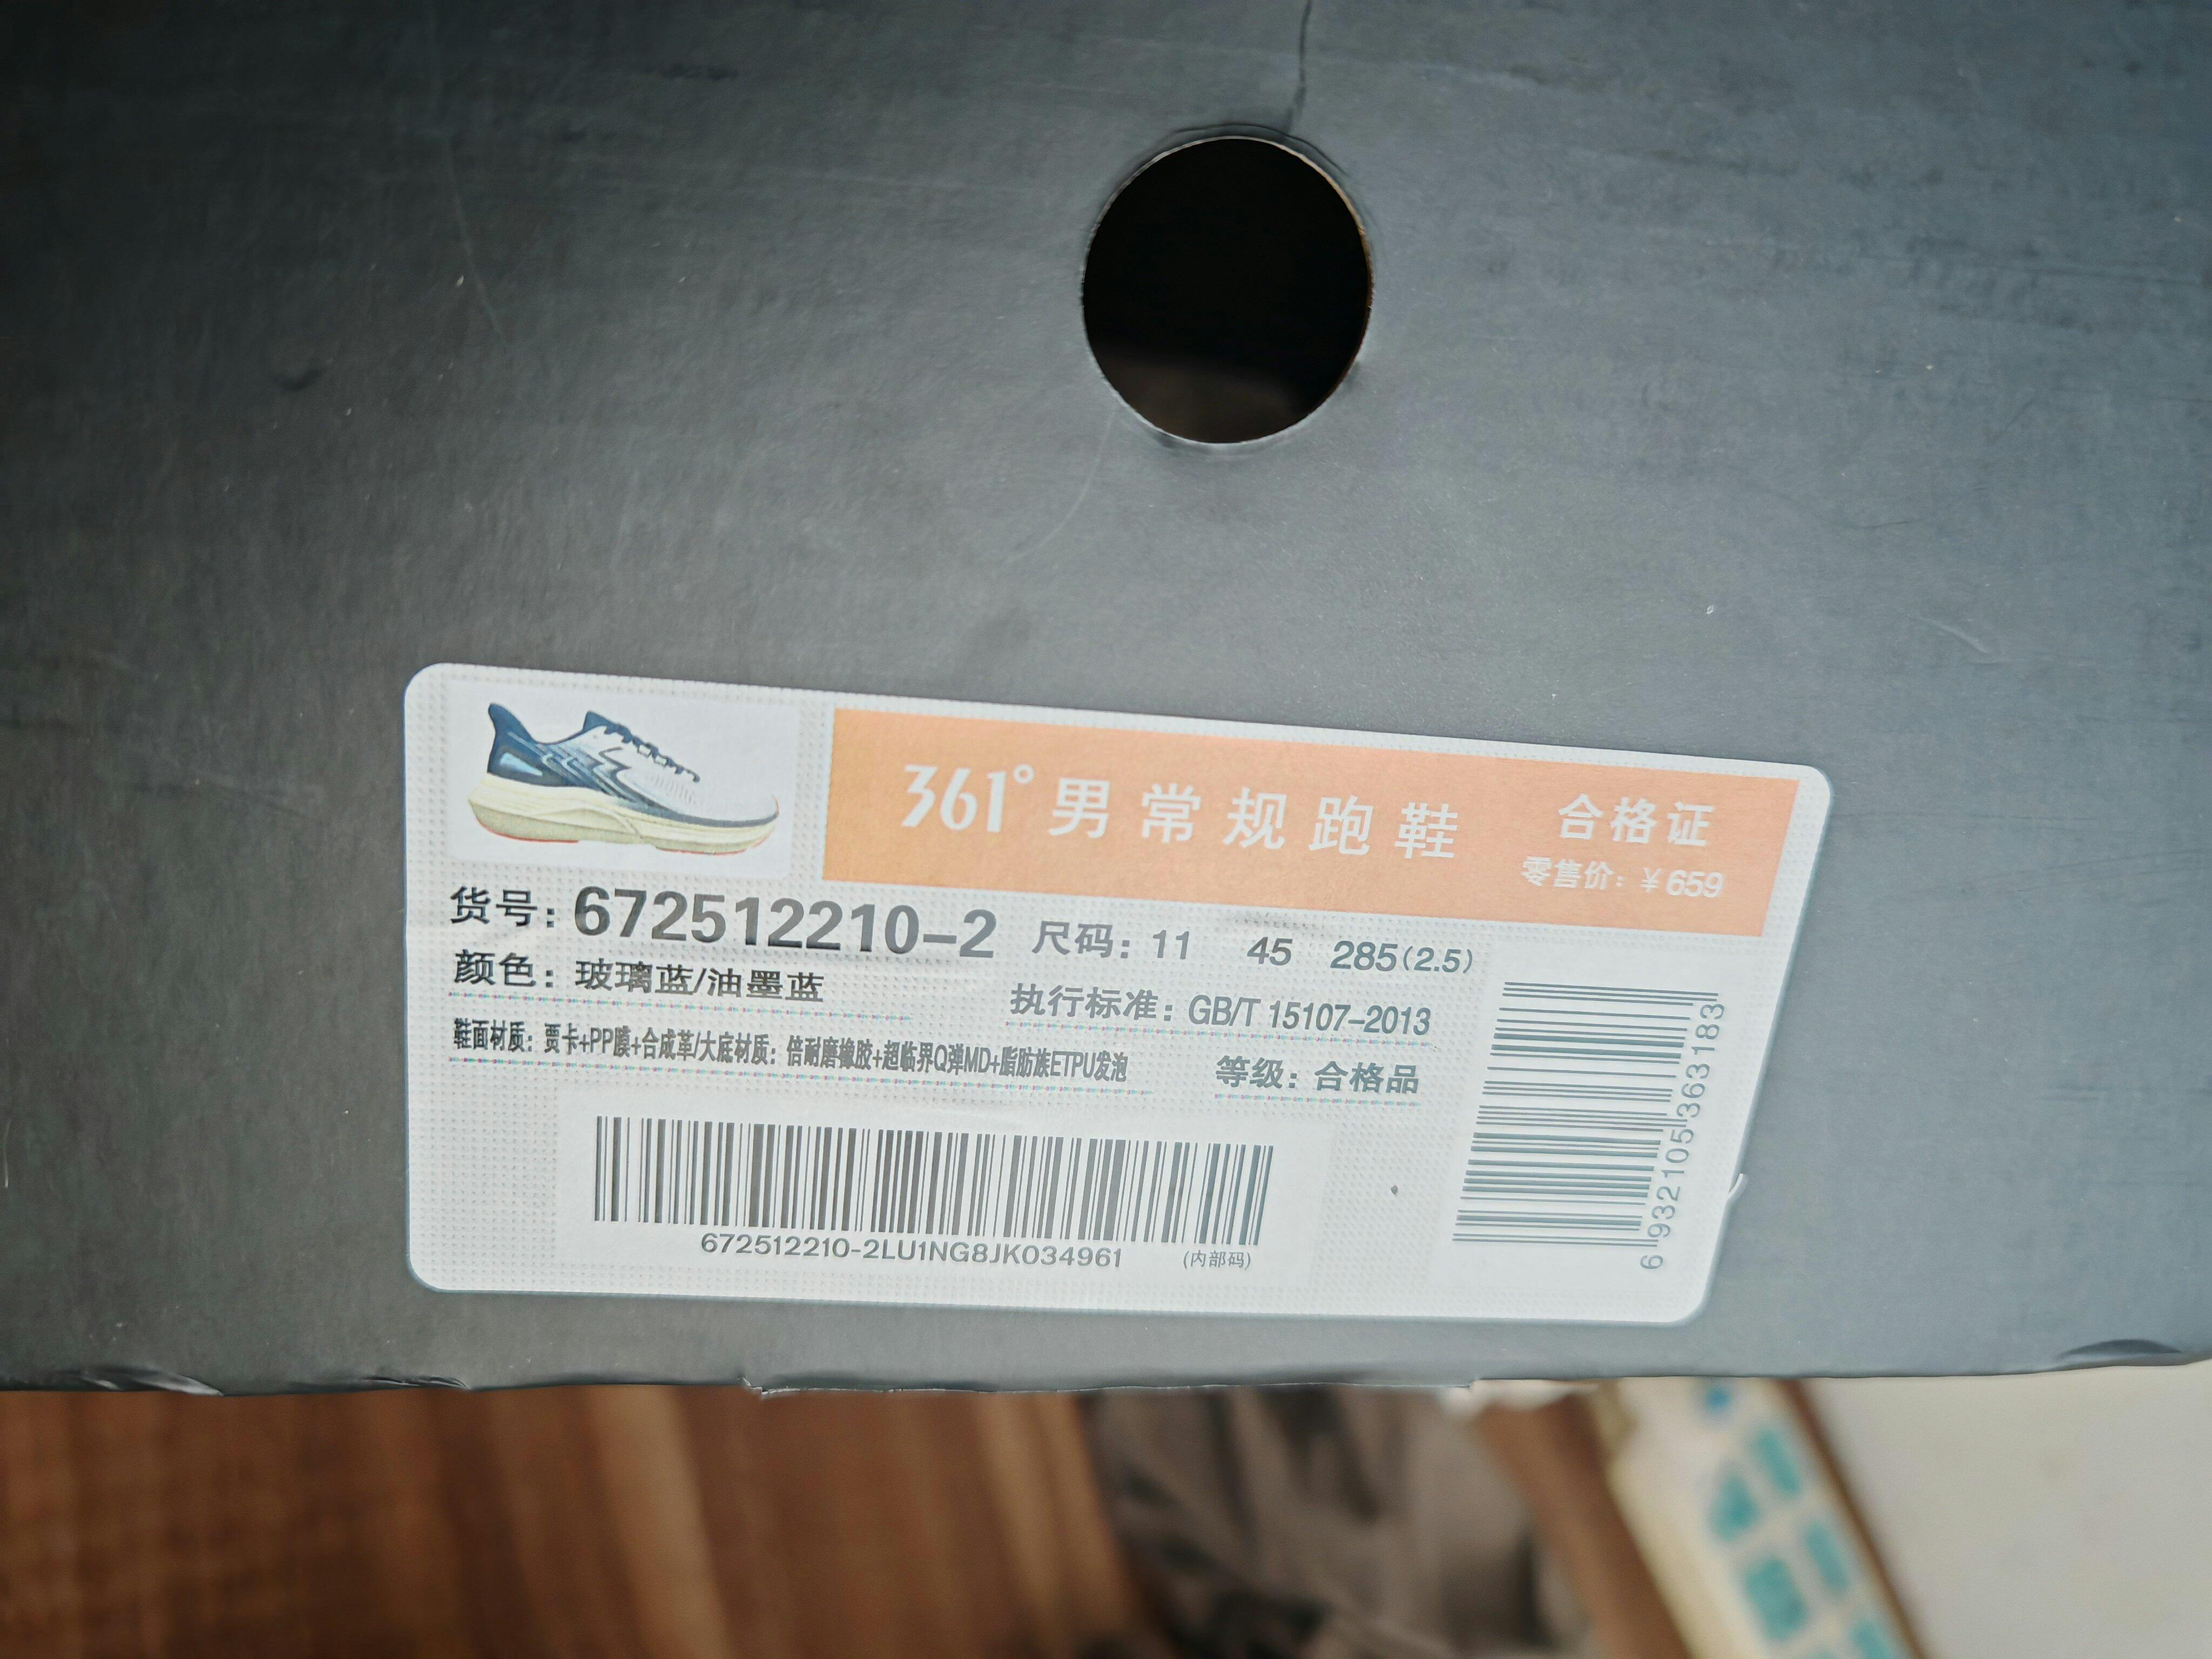 361° 男常规跑鞋
合格证
零售价：￥659
货号：672512210-2
尺码：11 45 285(2.5)
颜色：玻璃蓝/油墨蓝
执行标准：GB/T 15107-2013
鞋面材质：贾卡+PP膜+合成革/大底材质：倍耐磨橡胶+超临界Q弹MD+脂肪族ETPU发泡
等级：合格品
672512210-2LU1NG8JK034961 (内部码)
6932105363183